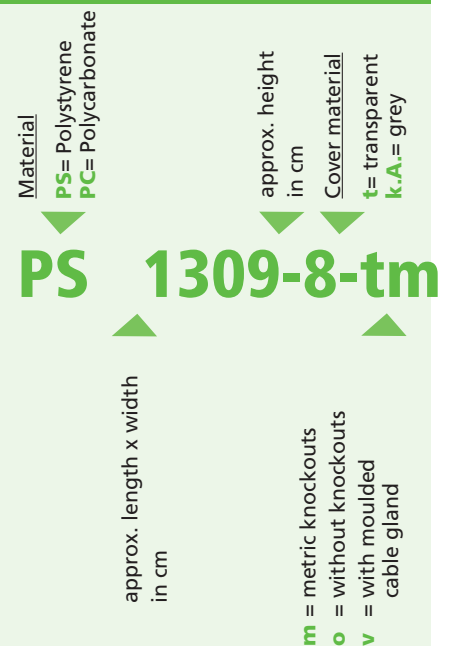 Material
PS= Polystyrene
PC= Polycarbonate
approx. height
in cm
Cover material
t= transparent
k.A.= grey
PS 1309-8-tm
approx. length x width
in cm
m = metric knockouts
o = without knockouts
v = with moulded
cable gland